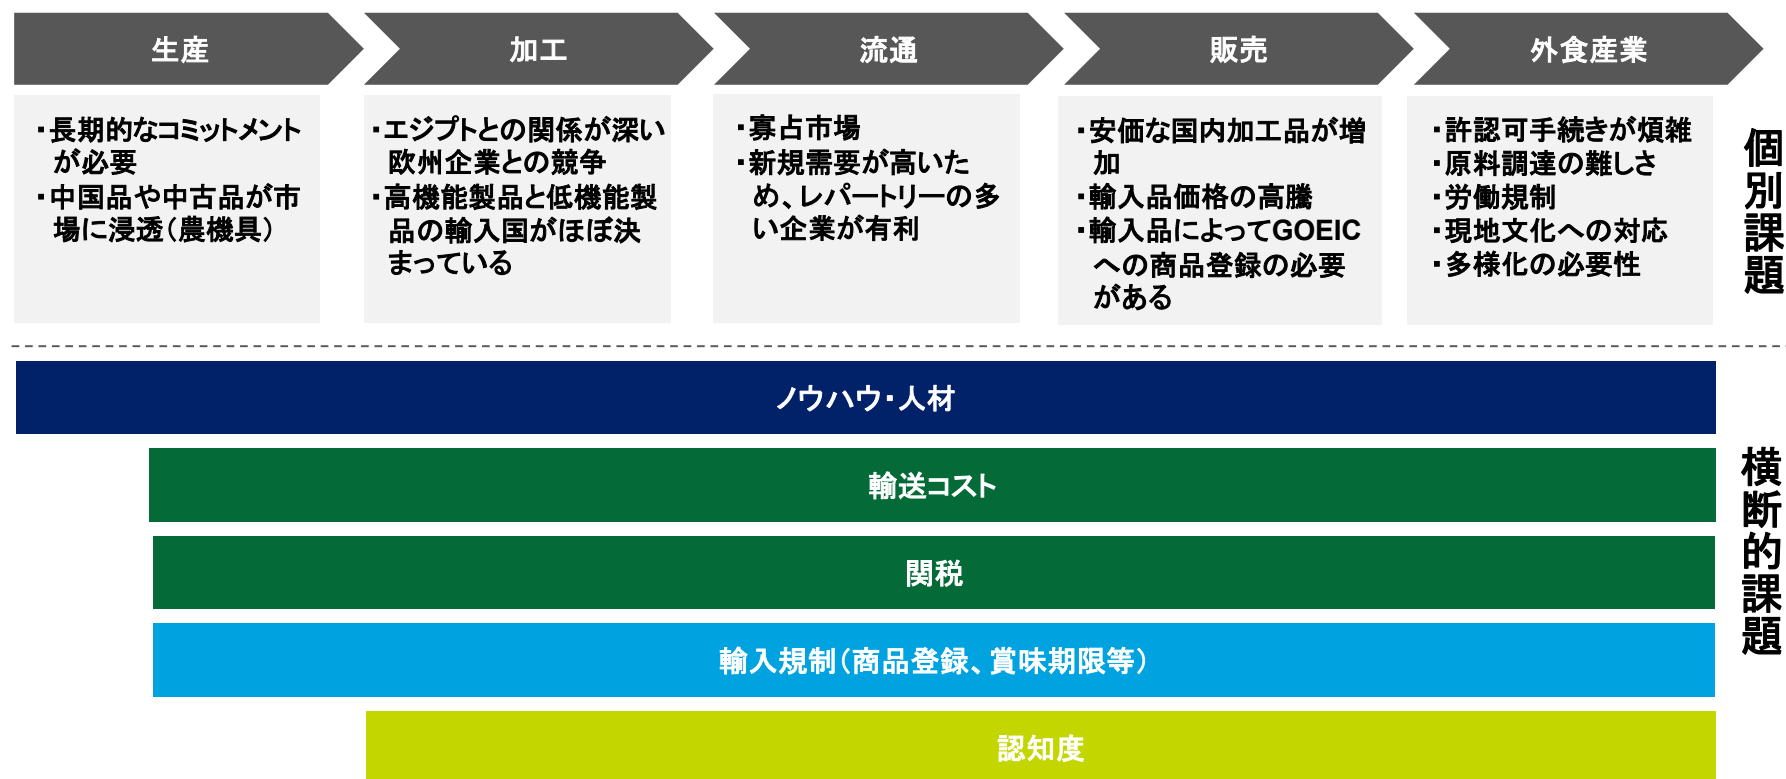 生産
加工
流通
販売
外食産業
・長期的なコミットメント
が必要
・中国品や中古品が市
場に浸透(農機具)
・エジプトとの関係が深い
欧州企業との競争
・高機能製品と低機能製
品の輸入国がほぼ決
まっている
・寡占市場
・新規需要が高いた
め、レパートリーの多
い企業が有利
・安価な国内加工品が増
加
・輸入品価格の高騰
・輸入品によってGOEIC
への商品登録の必要
がある
・許認可手続きが煩雑
・原料調達の難しさ
・労働規制
・現地文化への対応
・多様化の必要性
個別課題
ノウハウ・人材
輸送コスト
関税
輸入規制(商品登録、賞味期限等)
認知度
横断的課題